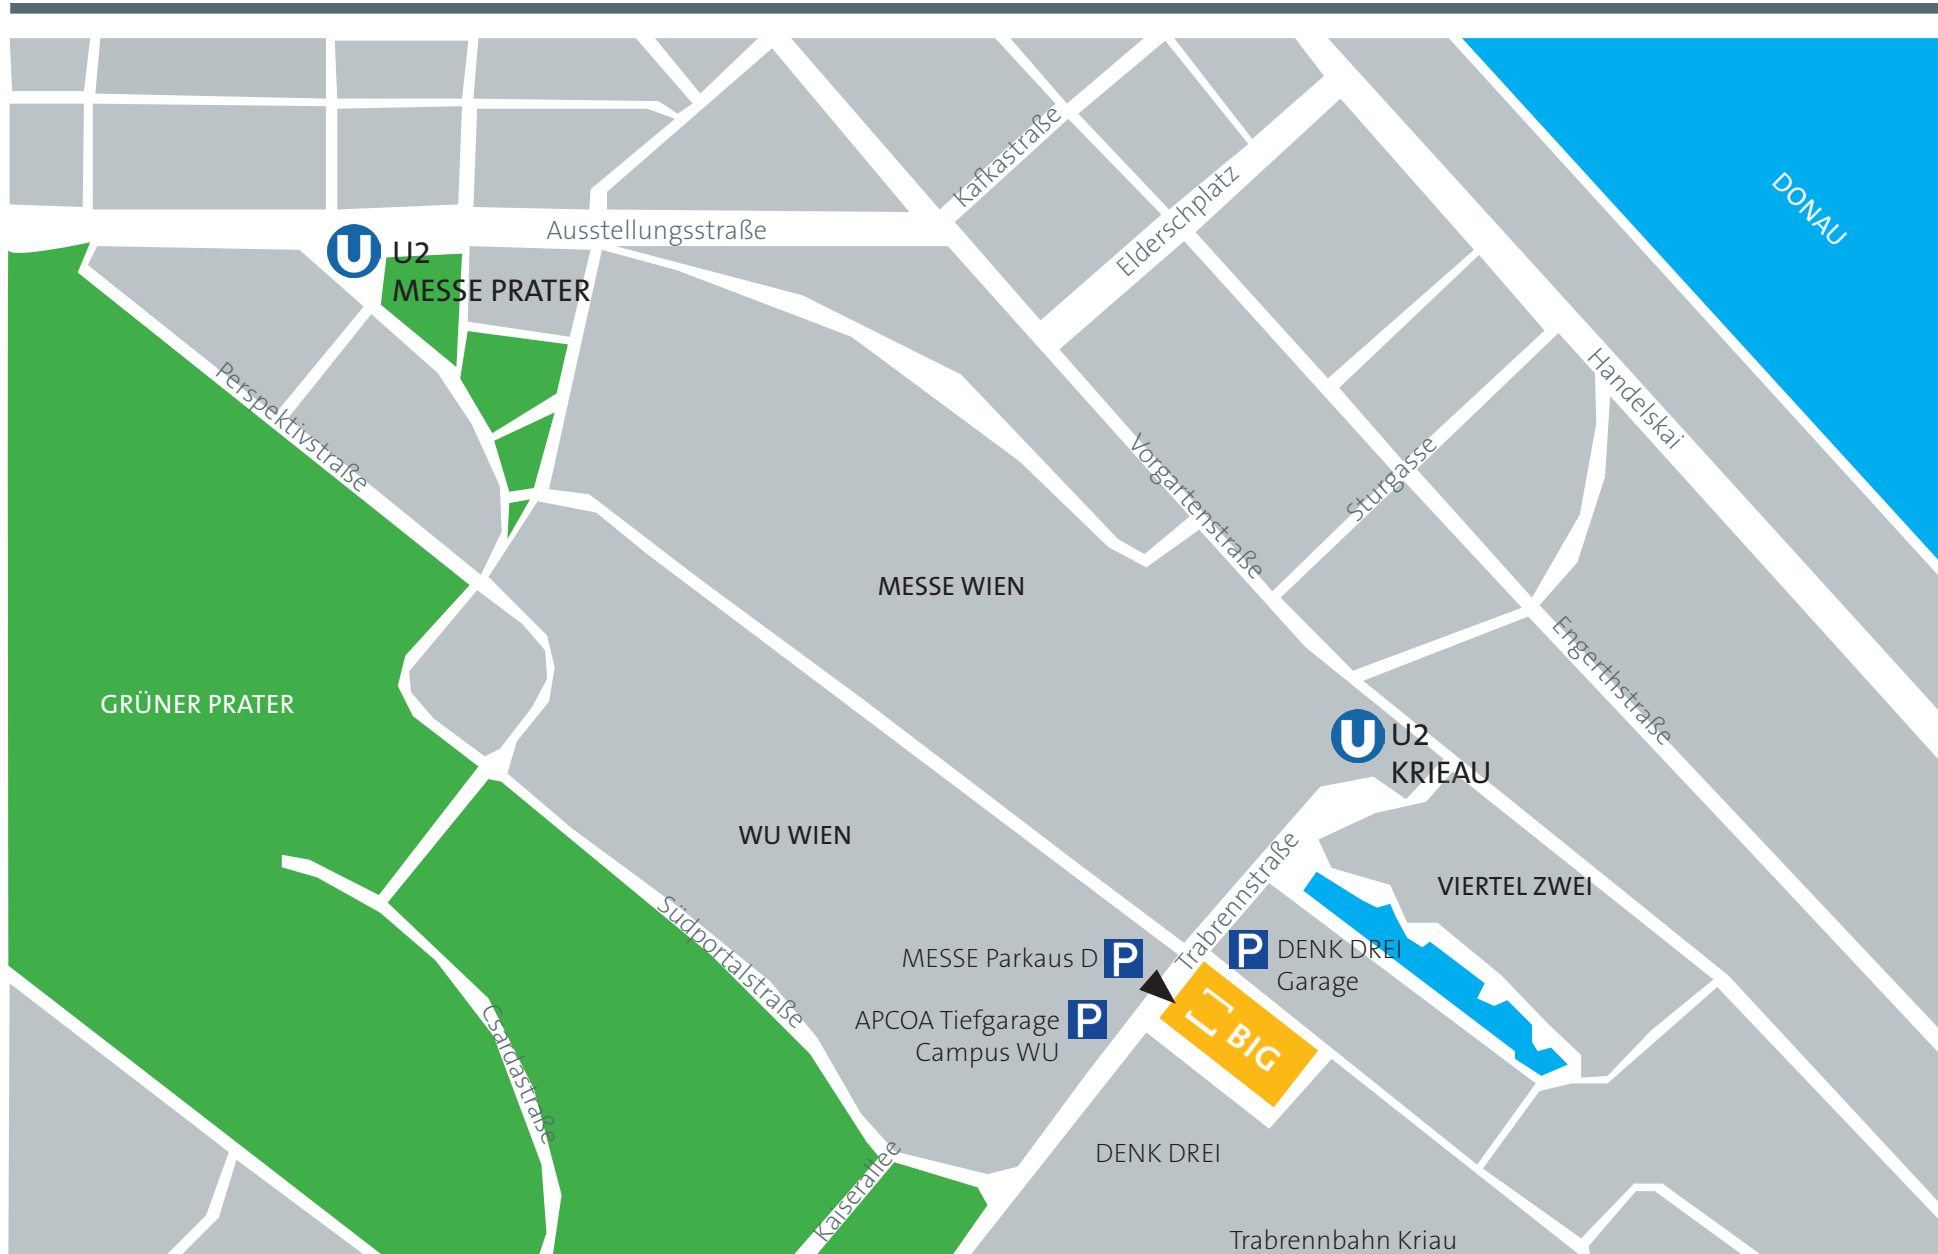 Kafkastraße
Elderschplatz
DONAU
Ausstellungsstraße
U
U2
MESSE PRATER
Perspektivstraße
Handelskai
Vorgartenstraße
Sturgasse
MESSE WIEN
Engerthstraße
GRÜNER PRATER
U
U2
KRIEAU
WU WIEN
VIERTEL ZWEI
Südportalstraße
Trabrennstraße
MESSE Parkaus D
P
P
DENK DREI
Garage
APCOA Tiefgarage
Campus WU
P
BIG
Csardastraße
DENK DREI
Kaiserallee
Trabrennbahn Kriau